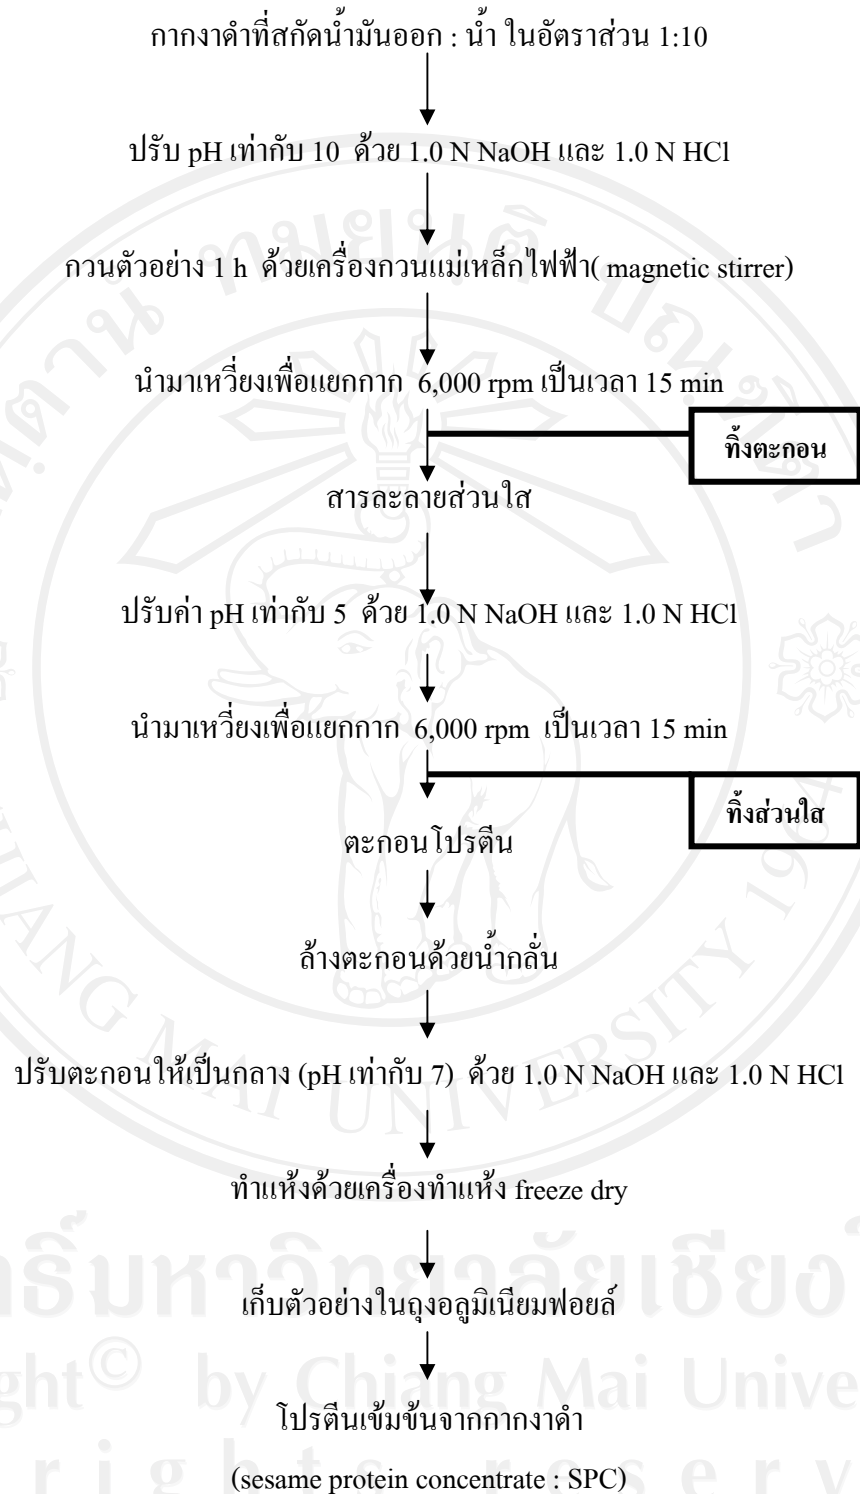 กากงาดำที่สกัดน้ำมันออก : น้ำ ในอัตราส่วน 1:10
ปรับ pH เท่ากับ 10 ด้วย 1.0 N NaOH และ 1.0 N HCl
กวนตัวอย่าง 1 h ด้วยเครื่องกวนแม่เหล็กไฟฟ้า( magnetic stirrer)
นำมาเหวี่ยงเพื่อแยกกาก 6,000 rpm เป็นเวลา 15 min
ทิ้งตะกอน
สารละลายส่วนใส
ปรับค่า pH เท่ากับ 5 ด้วย 1.0 N NaOH และ 1.0 N HCl
นำมาเหวี่ยงเพื่อแยกกาก 6,000 rpm เป็นเวลา 15 min
ทิ้งส่วนใส
ตะกอนโปรตีน
ล้างตะกอนด้วยน้ำกลั่น
ปรับตะกอนให้เป็นกลาง (pH เท่ากับ 7) ด้วย 1.0 N NaOH และ 1.0 N HCl
ทำแห้งด้วยเครื่องทำแห้ง freeze dry
เก็บตัวอย่างในถุงอลูมิเนียมฟอยล์
โปรตีนเข้มข้นจากกากงาดำ
(sesame protein concentrate : SPC)